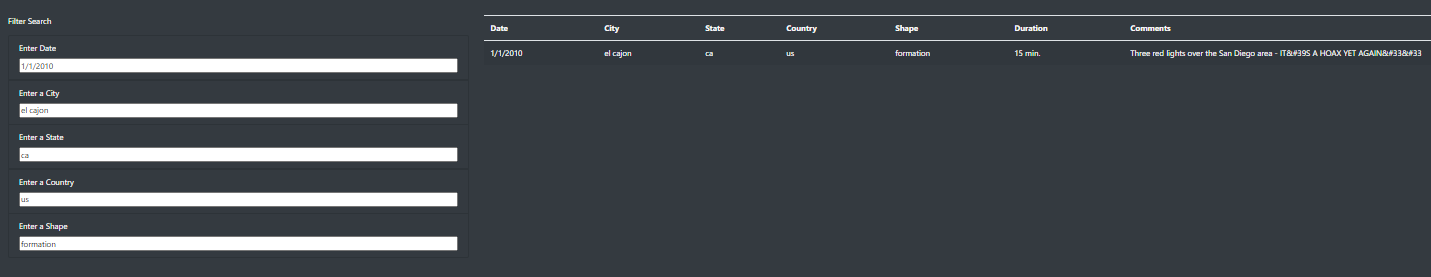 Filter Search
Enter Date
1/1/2010
Enter a City
el cajon
Enter a State
ca
Enter a Country
us
Enter a Shape
formation
Date City State Country Shape Duration Comments
1/1/2010 el cajon ca us formation 15 min. Three red lights over the San Diego area - IT&#39S A HOAX YET AGAIN&#33&#33